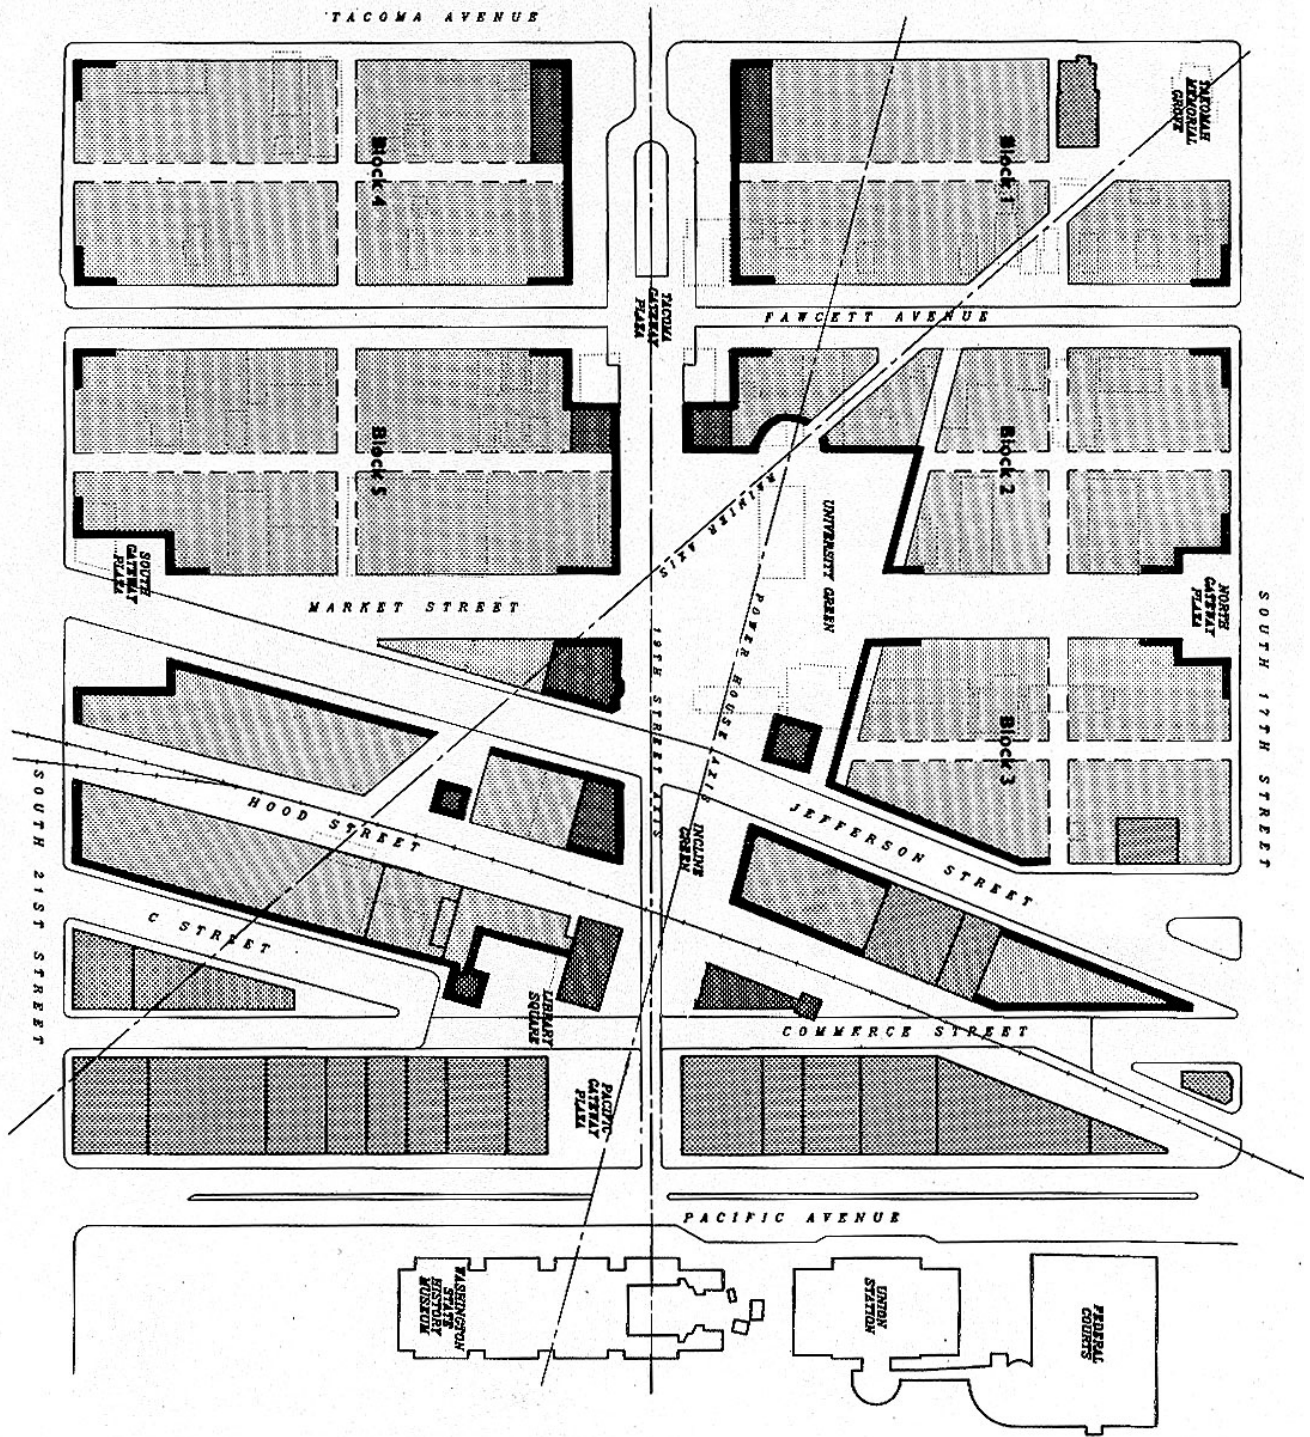 TACOMA AVENUE
TAHOMAH
MEMORIAL
GROVE
Block 4
Block 1
TACOMA
GATEWAY
PLAZA
FAWCETT AVENUE
Block 5
Block 2
RAINIER AXIS
UNIVERSITY GREEN
SOUTH
GATEWAY
PLAZA
MARKET STREET
NORTH
GATEWAY
PLAZA
19TH STREET AXIS
POWER HOUSE AXIS
SOUTH 17TH STREET
Block 3
SOUTH 21ST STREET
HOOD STREET
INCLINE
GREEN
JEFFERSON STREET
C STREET
LIBRARY
SQUARE
COMMERCE STREET
PACIFIC
GATEWAY
PLAZA
PACIFIC AVENUE
WASHINGTON
STATE
HISTORY
MUSEUM
UNION
STATION
FEDERAL
COURTS